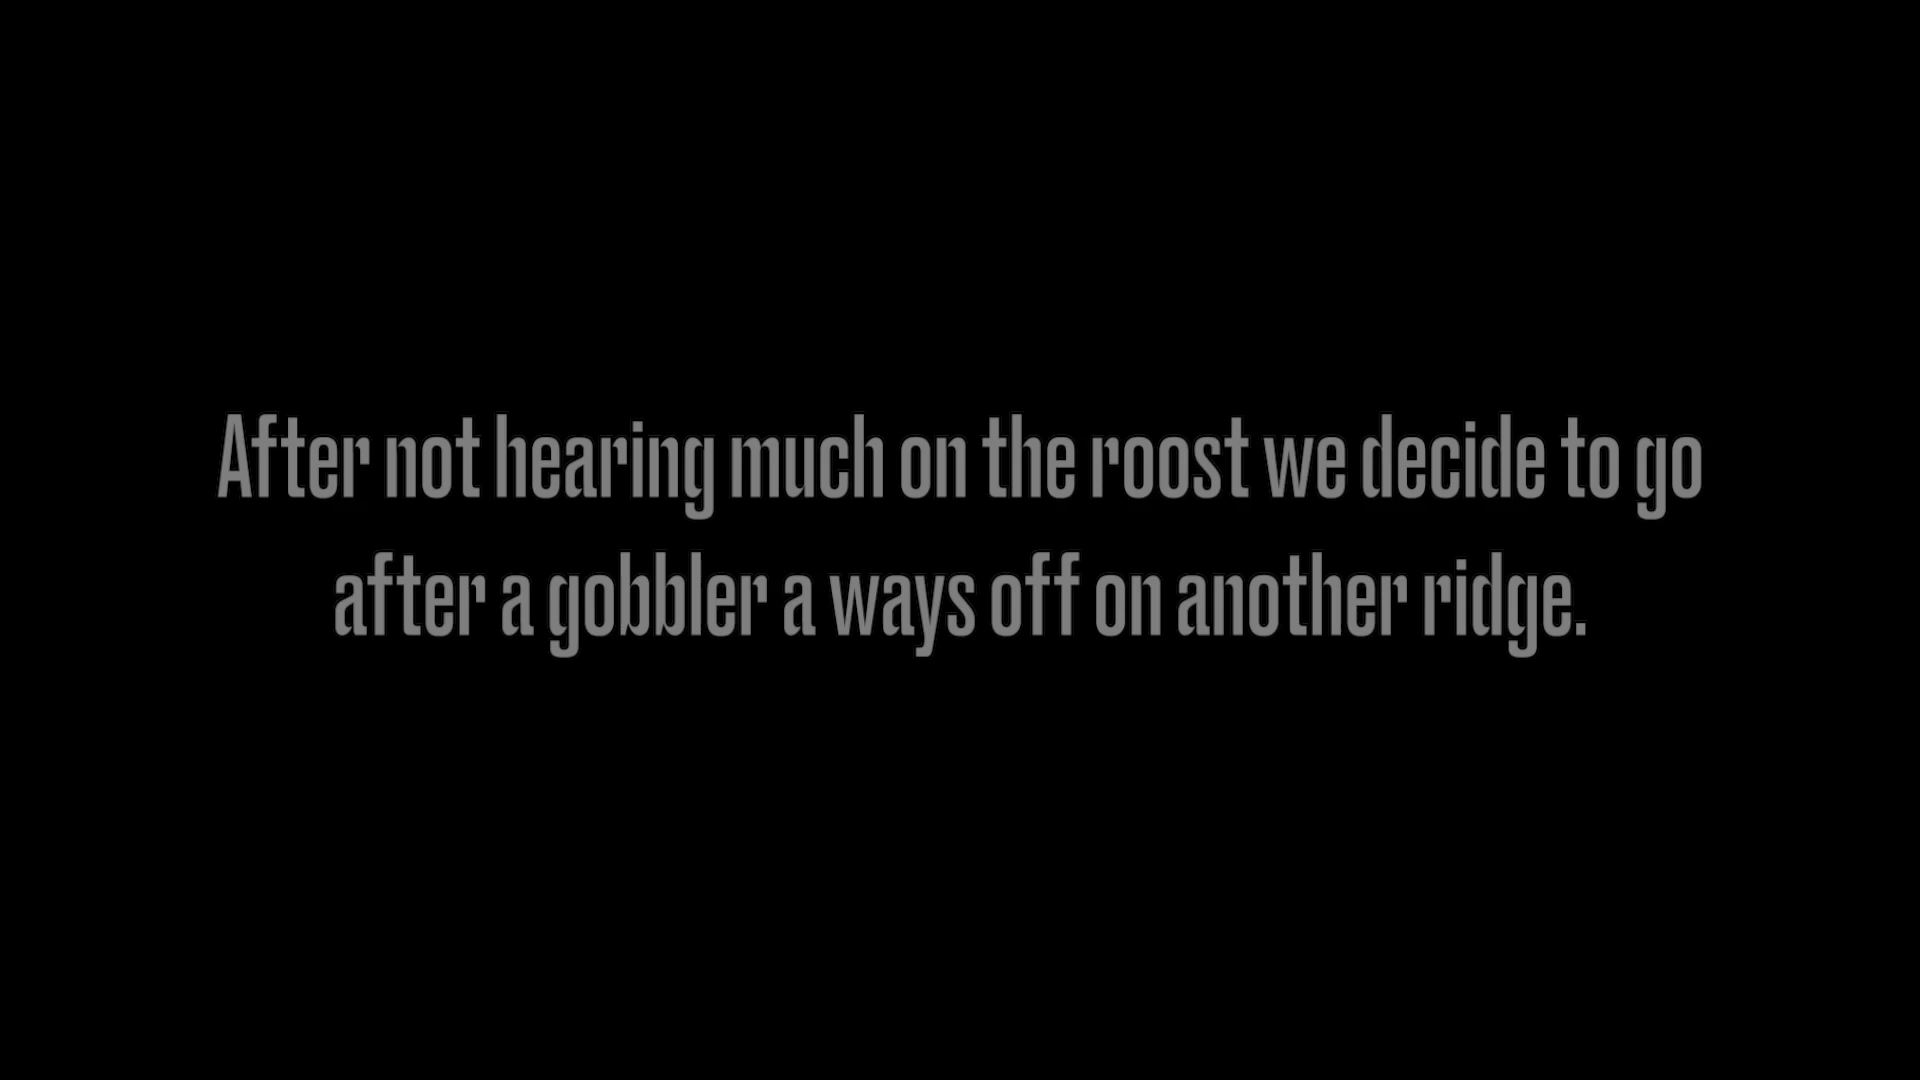 After not hearing much on the roost we decide to go
after a gobbler a ways off on another ridge.